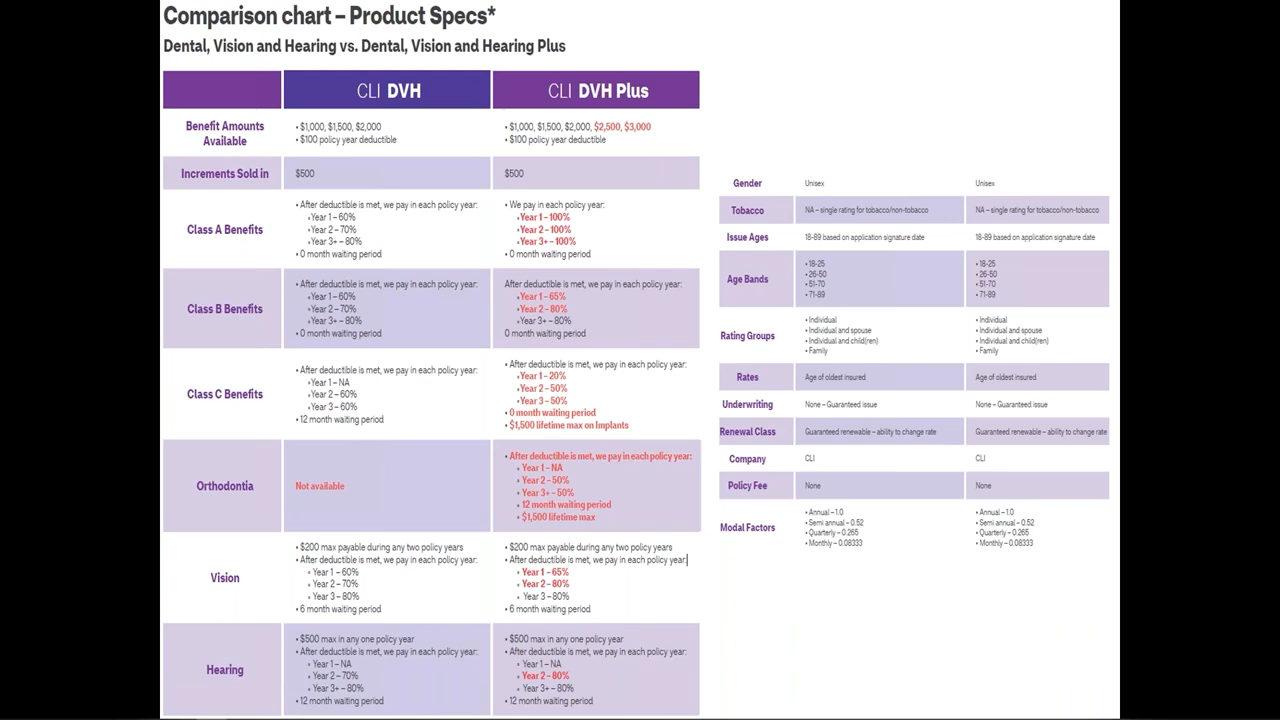 Comparison chart – Product Specs*
Dental, Vision and Hearing vs. Dental, Vision and Hearing Plus
CLI DVH
CLI DVH Plus
Benefit Amounts
Available
• $1,000, $1,500, $2,000
• $100 policy year deductible
• $1,000, $1,500, $2,000, $2,500, $3,000
• $100 policy year deductible
Increments Sold in
$500
$500
Class A Benefits
• After deductible is met, we pay in each policy year:
• Year 1 – 60%
• Year 2 – 70%
• Year 3+ – 80%
• 0 month waiting period
• We pay in each policy year:
• Year 1 – 100%
• Year 2 – 100%
• Year 3+ – 100%
• 0 month waiting period
Class B Benefits
• After deductible is met, we pay in each policy year:
• Year 1 – 60%
• Year 2 – 70%
• Year 3+ – 80%
• 0 month waiting period
After deductible is met, we pay in each policy year:
• Year 1 – 65%
• Year 2 – 80%
• Year 3+ – 80%
0 month waiting period
Class C Benefits
• After deductible is met, we pay in each policy year:
• Year 1 – NA
• Year 2 – 60%
• Year 3 – 60%
• 12 month waiting period
• After deductible is met, we pay in each policy year:
• Year 1 – 20%
• Year 2 – 50%
• Year 3 – 50%
• 0 month waiting period
• $1,500 lifetime max on Implants
Orthodontia
Not available
• After deductible is met, we pay in each policy year:
• Year 1 – NA
• Year 2 – 50%
• Year 3+ – 50%
• 12 month waiting period
• $1,500 lifetime max
Vision
• $200 max payable during any two policy years
• After deductible is met, we pay in each policy year:
• Year 1 – 60%
• Year 2 – 70%
• Year 3 – 80%
• 6 month waiting period
• $200 max payable during any two policy years
• After deductible is met, we pay in each policy year:
• Year 1 – 65%
• Year 2 – 80%
• Year 3 – 80%
• 6 month waiting period
Hearing
• $500 max in any one policy year
• After deductible is met, we pay in each policy year:
• Year 1 – NA
• Year 2 – 70%
• Year 3+ – 80%
• 12 month waiting period
• $500 max in any one policy year
• After deductible is met, we pay in each policy year:
• Year 1 – NA
• Year 2 – 80%
• Year 3+ – 80%
• 12 month waiting period
Gender
Unisex
Unisex
Tobacco
NA – single rating for tobacco/non-tobacco
NA – single rating for tobacco/non-tobacco
Issue Ages
18-89 based on application signature date
18-89 based on application signature date
Age Bands
• 18-25
• 26-50
• 51-70
• 71-89
• 18-25
• 26-50
• 51-70
• 71-89
Rating Groups
• Individual
• Individual and spouse
• Individual and child(ren)
• Family
• Individual
• Individual and spouse
• Individual and child(ren)
• Family
Rates
Age of oldest insured
Age of oldest insured
Underwriting
None – Guaranteed issue
None – Guaranteed issue
Renewal Class
Guaranteed renewable – ability to change rate
Guaranteed renewable – ability to change rate
Company
CLI
CLI
Policy Fee
None
None
Modal Factors
• Annual – 1.0
• Semi annual – 0.52
• Quarterly – 0.265
• Monthly – 0.08333
• Annual – 1.0
• Semi annual – 0.52
• Quarterly – 0.265
• Monthly – 0.08333